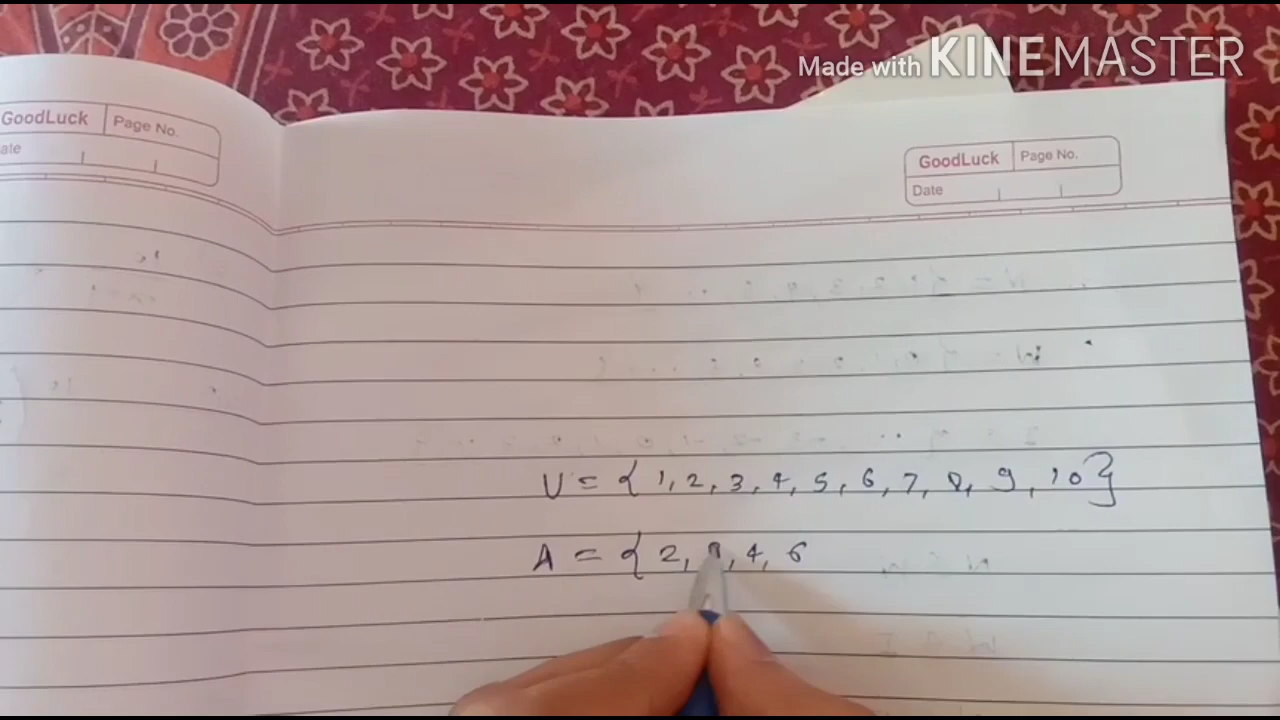 Made with KINEMASTER
GoodLuck Page No.
ate
GoodLuck Page No.
Date
U = { 1, 2, 3, 4, 5, 6, 7, 8, 9, 10}
A = { 2, , 4, 6